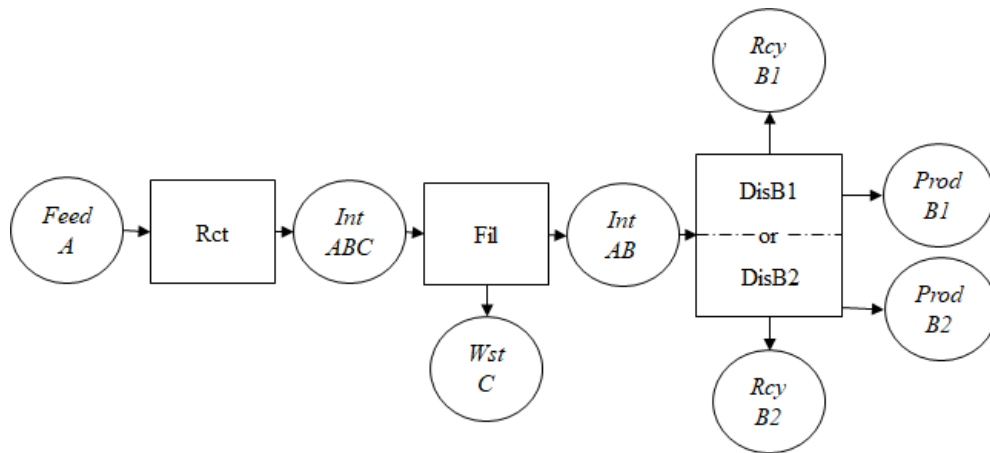 Feed
A
Rct
Int
ABC
Fil
Wst
C
Int
AB
Rcy
B1
DisB1
or
DisB2
Prod
B1
Prod
B2
Rcy
B2